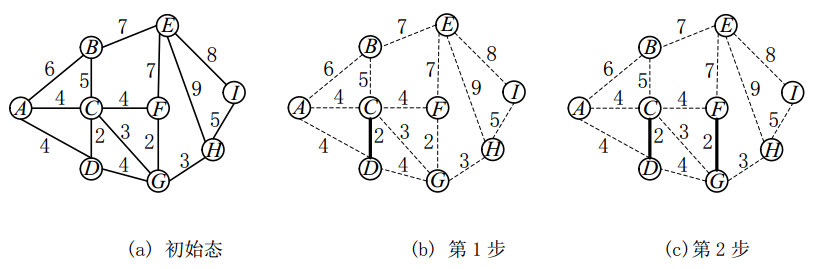 7 E 7 E 7 E
B 8 B 8 B 8
6 5 7 9 I 6 5 7 9 I 6 5 7 9 I
A 4 C 4 F 5 A 4 C 4 F 5 A 4 C 4 F 5
4 2 3 2 H 4 2 3 2 H 4 2 3 2 H
D 4 G 3 D 4 G 3 D 4 G 3
(a) 初始态 (b) 第1步 (c) 第2步